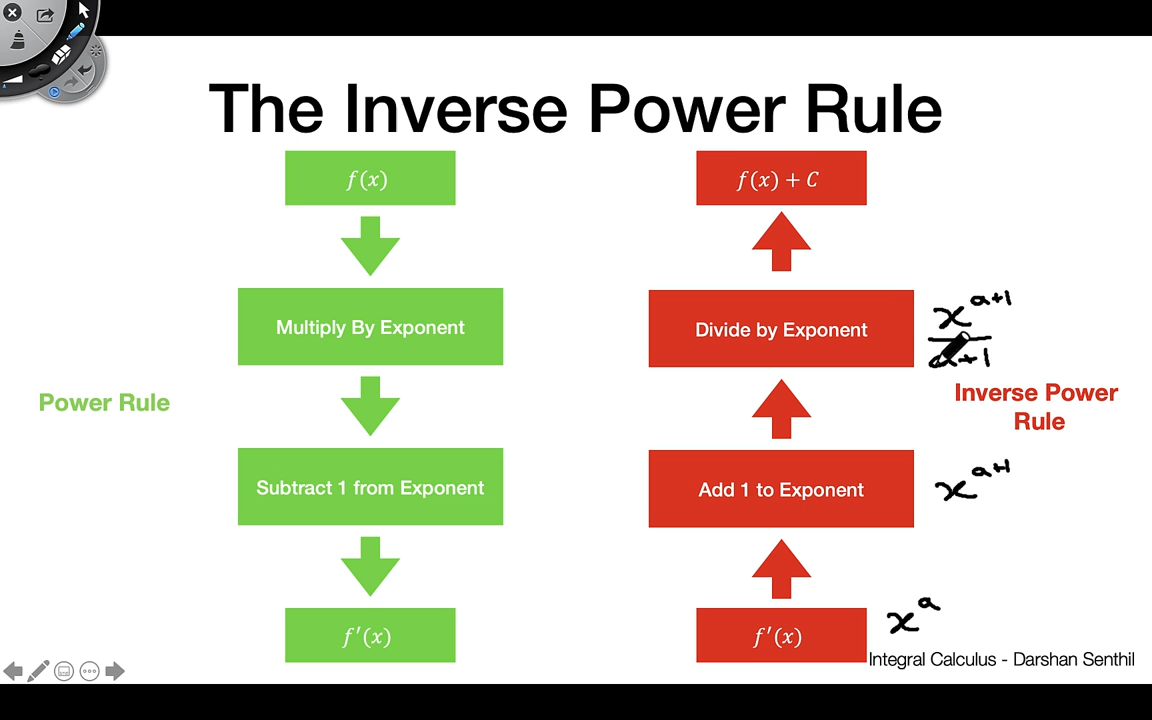 The Inverse Power Rule
f(x)
f(x) + C
Multiply By Exponent
Divide by Exponent
x^{a+1}
a+1
Power Rule
Inverse Power
Rule
Subtract 1 from Exponent
Add 1 to Exponent
x^{a+1}
f′(x)
f′(x)
x^a
Integral Calculus - Darshan Senthil